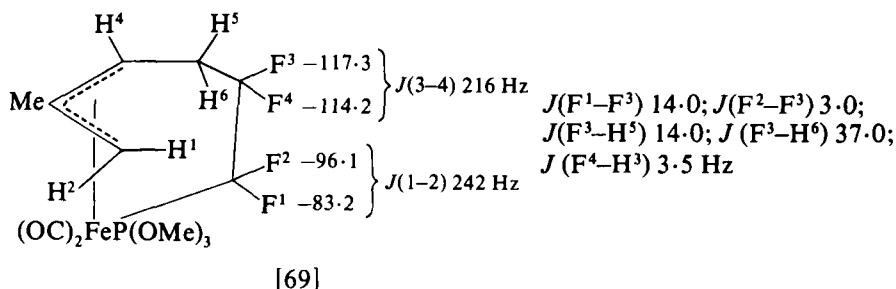 H⁴ H⁵
F³ −117·3
Me H⁶ F⁴ −114·2 J(3–4) 216 Hz
H¹ F² −96·1
H² F¹ −83·2 J(1–2) 242 Hz
(OC)₂FeP(OMe)₃
[69]
J(F¹–F³) 14·0; J(F²–F³) 3·0;
J(F³–H⁵) 14·0; J (F³–H⁶) 37·0;
J (F⁴–H³) 3·5 Hz